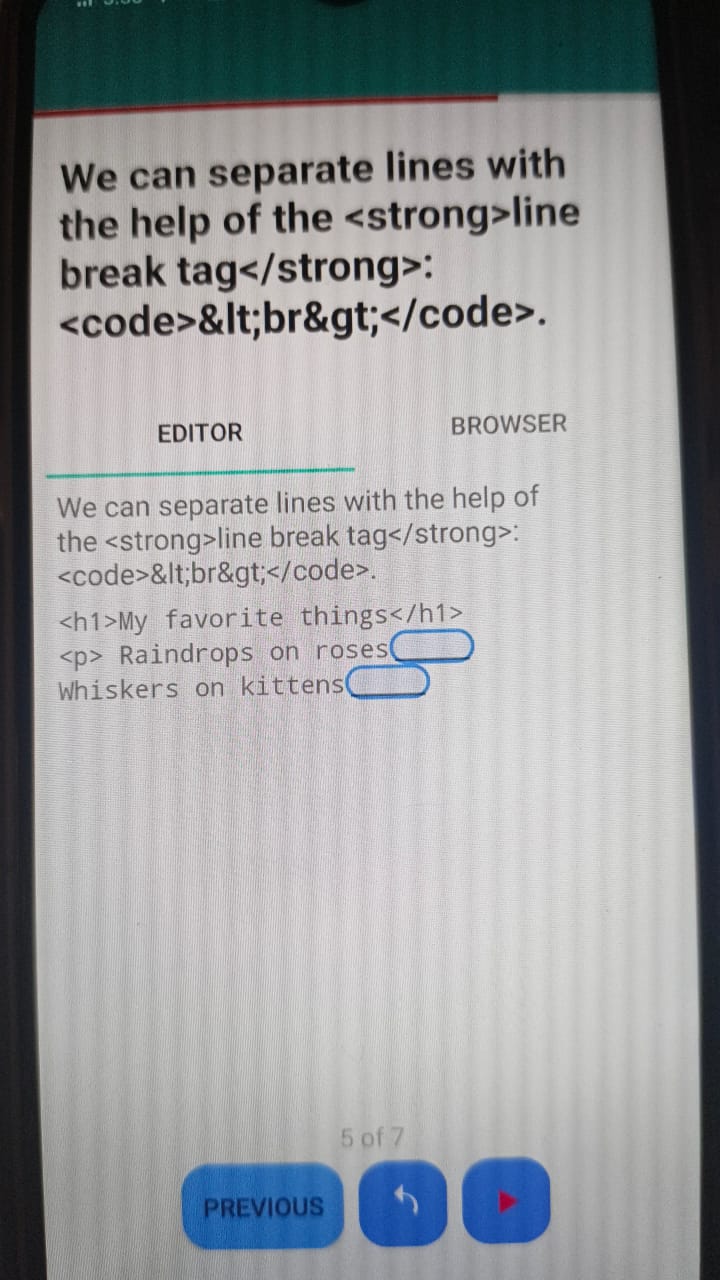 We can separate lines with
the help of the <strong>line
break tag</strong>:
<code>&lt;br&gt;</code>.
EDITOR
BROWSER
We can separate lines with the help of
the <strong>line break tag</strong>:
<code>&lt;br&gt;</code>.
<h1>My favorite things</h1>
<p> Raindrops on roses
Whiskers on kittens
5 of 7
PREVIOUS